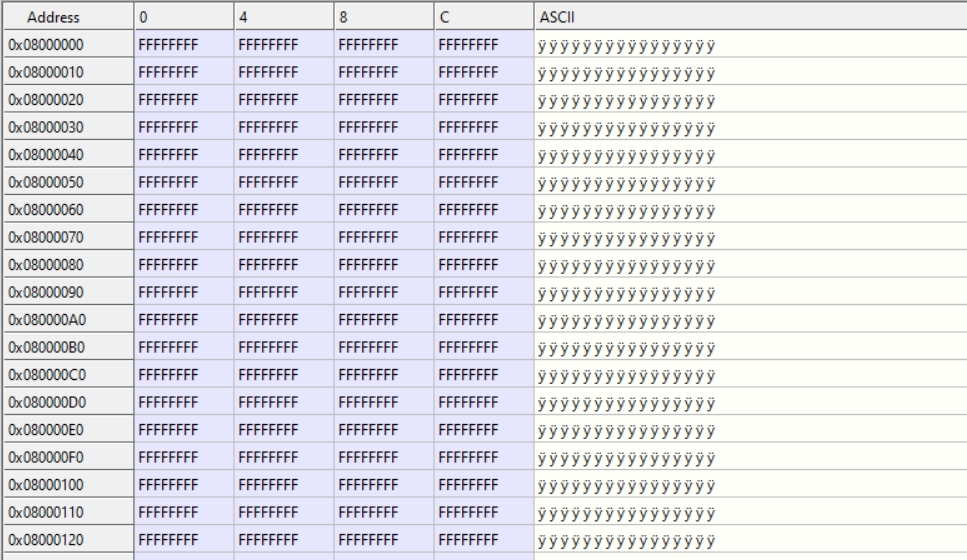 Address 0 4 8 C ASCII
0x08000000 FFFFFFFF FFFFFFFF FFFFFFFF FFFFFFFF ÿÿÿÿÿÿÿÿÿÿÿÿÿÿÿÿ
0x08000010 FFFFFFFF FFFFFFFF FFFFFFFF FFFFFFFF ÿÿÿÿÿÿÿÿÿÿÿÿÿÿÿÿ
0x08000020 FFFFFFFF FFFFFFFF FFFFFFFF FFFFFFFF ÿÿÿÿÿÿÿÿÿÿÿÿÿÿÿÿ
0x08000030 FFFFFFFF FFFFFFFF FFFFFFFF FFFFFFFF ÿÿÿÿÿÿÿÿÿÿÿÿÿÿÿÿ
0x08000040 FFFFFFFF FFFFFFFF FFFFFFFF FFFFFFFF ÿÿÿÿÿÿÿÿÿÿÿÿÿÿÿÿ
0x08000050 FFFFFFFF FFFFFFFF FFFFFFFF FFFFFFFF ÿÿÿÿÿÿÿÿÿÿÿÿÿÿÿÿ
0x08000060 FFFFFFFF FFFFFFFF FFFFFFFF FFFFFFFF ÿÿÿÿÿÿÿÿÿÿÿÿÿÿÿÿ
0x08000070 FFFFFFFF FFFFFFFF FFFFFFFF FFFFFFFF ÿÿÿÿÿÿÿÿÿÿÿÿÿÿÿÿ
0x08000080 FFFFFFFF FFFFFFFF FFFFFFFF FFFFFFFF ÿÿÿÿÿÿÿÿÿÿÿÿÿÿÿÿ
0x08000090 FFFFFFFF FFFFFFFF FFFFFFFF FFFFFFFF ÿÿÿÿÿÿÿÿÿÿÿÿÿÿÿÿ
0x080000A0 FFFFFFFF FFFFFFFF FFFFFFFF FFFFFFFF ÿÿÿÿÿÿÿÿÿÿÿÿÿÿÿÿ
0x080000B0 FFFFFFFF FFFFFFFF FFFFFFFF FFFFFFFF ÿÿÿÿÿÿÿÿÿÿÿÿÿÿÿÿ
0x080000C0 FFFFFFFF FFFFFFFF FFFFFFFF FFFFFFFF ÿÿÿÿÿÿÿÿÿÿÿÿÿÿÿÿ
0x080000D0 FFFFFFFF FFFFFFFF FFFFFFFF FFFFFFFF ÿÿÿÿÿÿÿÿÿÿÿÿÿÿÿÿ
0x080000E0 FFFFFFFF FFFFFFFF FFFFFFFF FFFFFFFF ÿÿÿÿÿÿÿÿÿÿÿÿÿÿÿÿ
0x080000F0 FFFFFFFF FFFFFFFF FFFFFFFF FFFFFFFF ÿÿÿÿÿÿÿÿÿÿÿÿÿÿÿÿ
0x08000100 FFFFFFFF FFFFFFFF FFFFFFFF FFFFFFFF ÿÿÿÿÿÿÿÿÿÿÿÿÿÿÿÿ
0x08000110 FFFFFFFF FFFFFFFF FFFFFFFF FFFFFFFF ÿÿÿÿÿÿÿÿÿÿÿÿÿÿÿÿ
0x08000120 FFFFFFFF FFFFFFFF FFFFFFFF FFFFFFFF ÿÿÿÿÿÿÿÿÿÿÿÿÿÿÿÿ